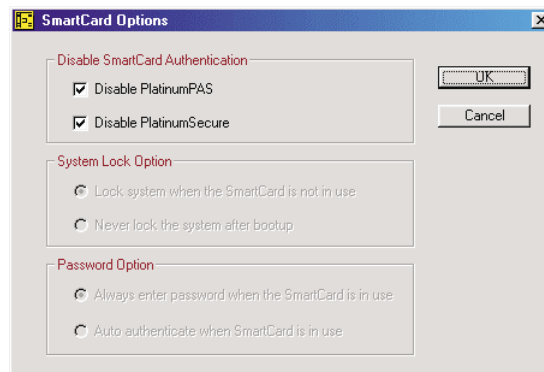 SmartCard Options
Disable SmartCard Authentication
Disable PlatinumPAS
Disable PlatinumSecure
OK
Cancel
System Lock Option
Lock system when the SmartCard is not in use
Never lock the system after bootup
Password Option
Always enter password when the SmartCard is in use
Auto authenticate when SmartCard is in use